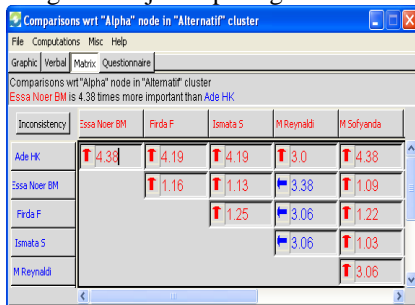 Comparisons wrt "Alpha" node in "Alternatif" cluster
File Computations Misc Help
Graphic Verbal Matrix Questionnaire
Comparisons wrt "Alpha" node in "Alternatif" cluster
Essa Noer BM is 4.38 times more important than Ade HK
Inconsistency Essa Noer BM Firda F Ismata S M Reynaldi M Sofyanda
Ade HK 4.38 4.19 4.19 3.0 4.38
Essa Noer BM 1.16 1.13 3.38 1.09
Firda F 1.25 3.06 1.22
Ismata S 3.06 1.03
M Reynaldi 3.06